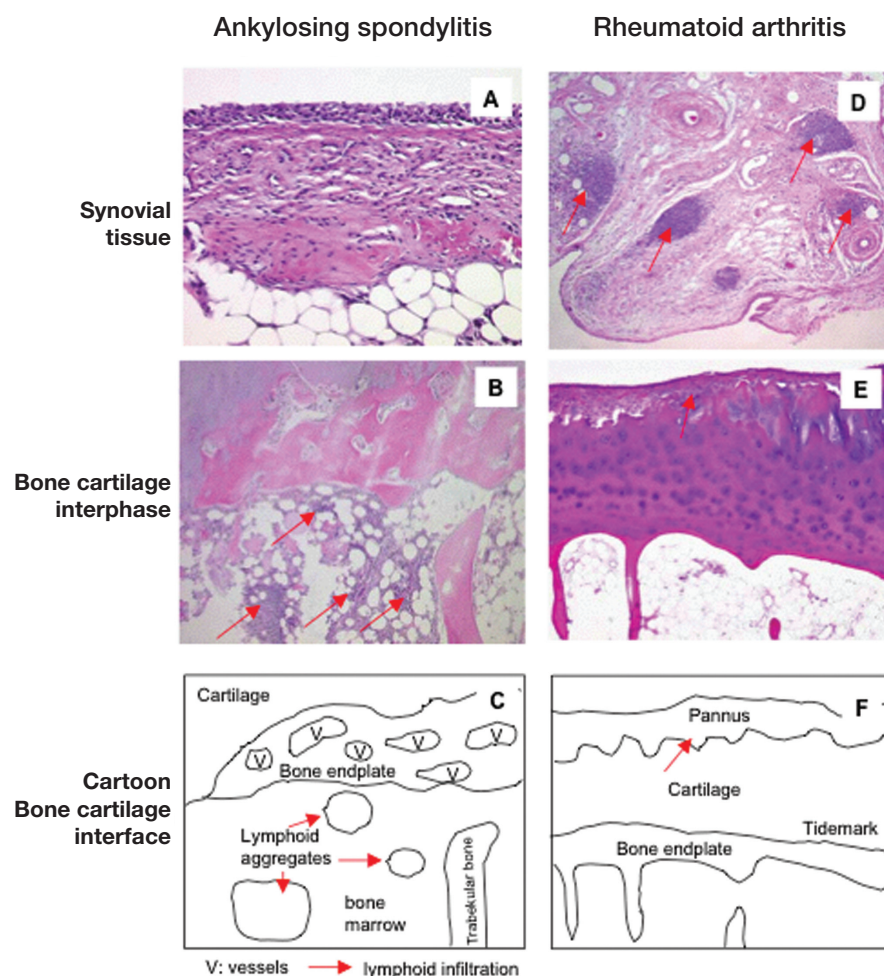 Ankylosing spondylitis
Rheumatoid arthritis
Synovial
tissue
A
D
Bone cartilage
interphase
B
E
Cartoon
Bone cartilage
interface
Cartilage
C
V
V
V
V
V
V
Bone endplate
Lymphoid
aggregates
bone
marrow
Trabekular bone
F
Pannus
Cartilage
Tidemark
Bone endplate
V: vessels
lymphoid infiltration